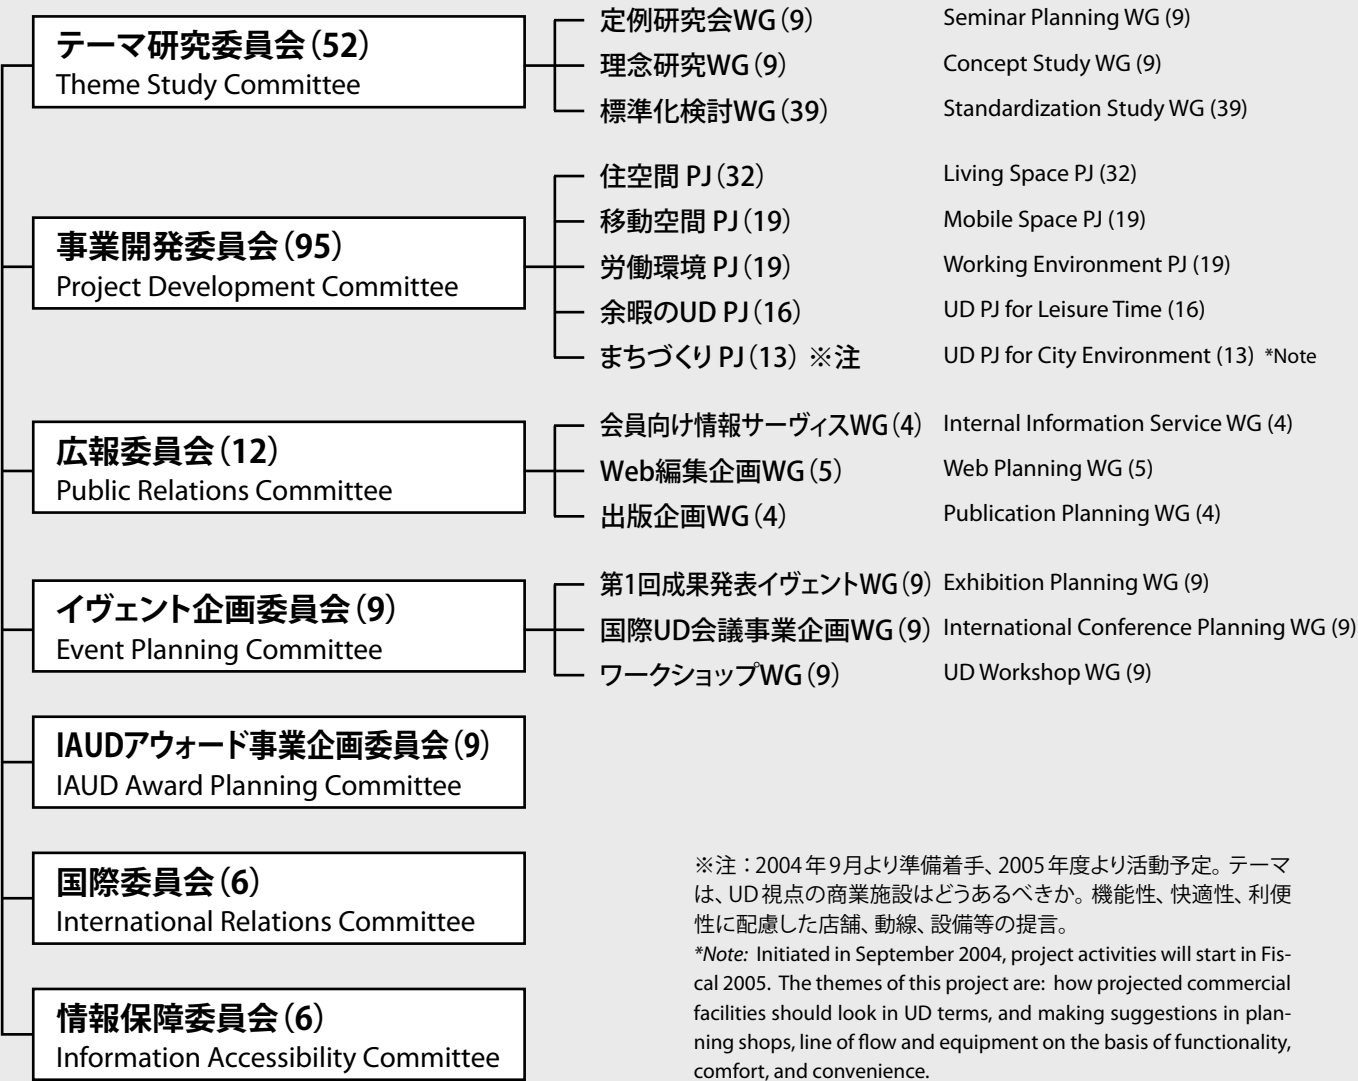 テーマ研究委員会（52）
Theme Study Committee
定例研究会WG（9） Seminar Planning WG (9)
理念研究WG（9） Concept Study WG (9)
標準化検討WG（39） Standardization Study WG (39)
事業開発委員会（95）
Project Development Committee
住空間 PJ（32） Living Space PJ (32)
移動空間 PJ（19） Mobile Space PJ (19)
労働環境 PJ（19） Working Environment PJ (19)
余暇のUD PJ（16） UD PJ for Leisure Time (16)
まちづくり PJ（13）※注 UD PJ for City Environment (13) *Note
広報委員会（12）
Public Relations Committee
会員向け情報サーヴィスWG（4） Internal Information Service WG (4)
Web編集企画WG（5） Web Planning WG (5)
出版企画WG（4） Publication Planning WG (4)
イヴェント企画委員会（9）
Event Planning Committee
第1回成果発表イヴェントWG（9） Exhibition Planning WG (9)
国際UD会議事業企画WG（9） International Conference Planning WG (9)
ワークショップWG（9） UD Workshop WG (9)
IAUDアウォード事業企画委員会（9）
IAUD Award Planning Committee
国際委員会（6）
International Relations Committee
情報保障委員会（6）
Information Accessibility Committee
※注：2004年9月より準備着手、2005年度より活動予定。テーマ
は、UD視点の商業施設はどうあるべきか。機能性、快適性、利便
性に配慮した店舗、動線、設備等の提言。
*Note: Initiated in September 2004, project activities will start in Fis-
cal 2005. The themes of this project are: how projected commercial
facilities should look in UD terms, and making suggestions in plan-
ning shops, line of flow and equipment on the basis of functionality,
comfort, and convenience.